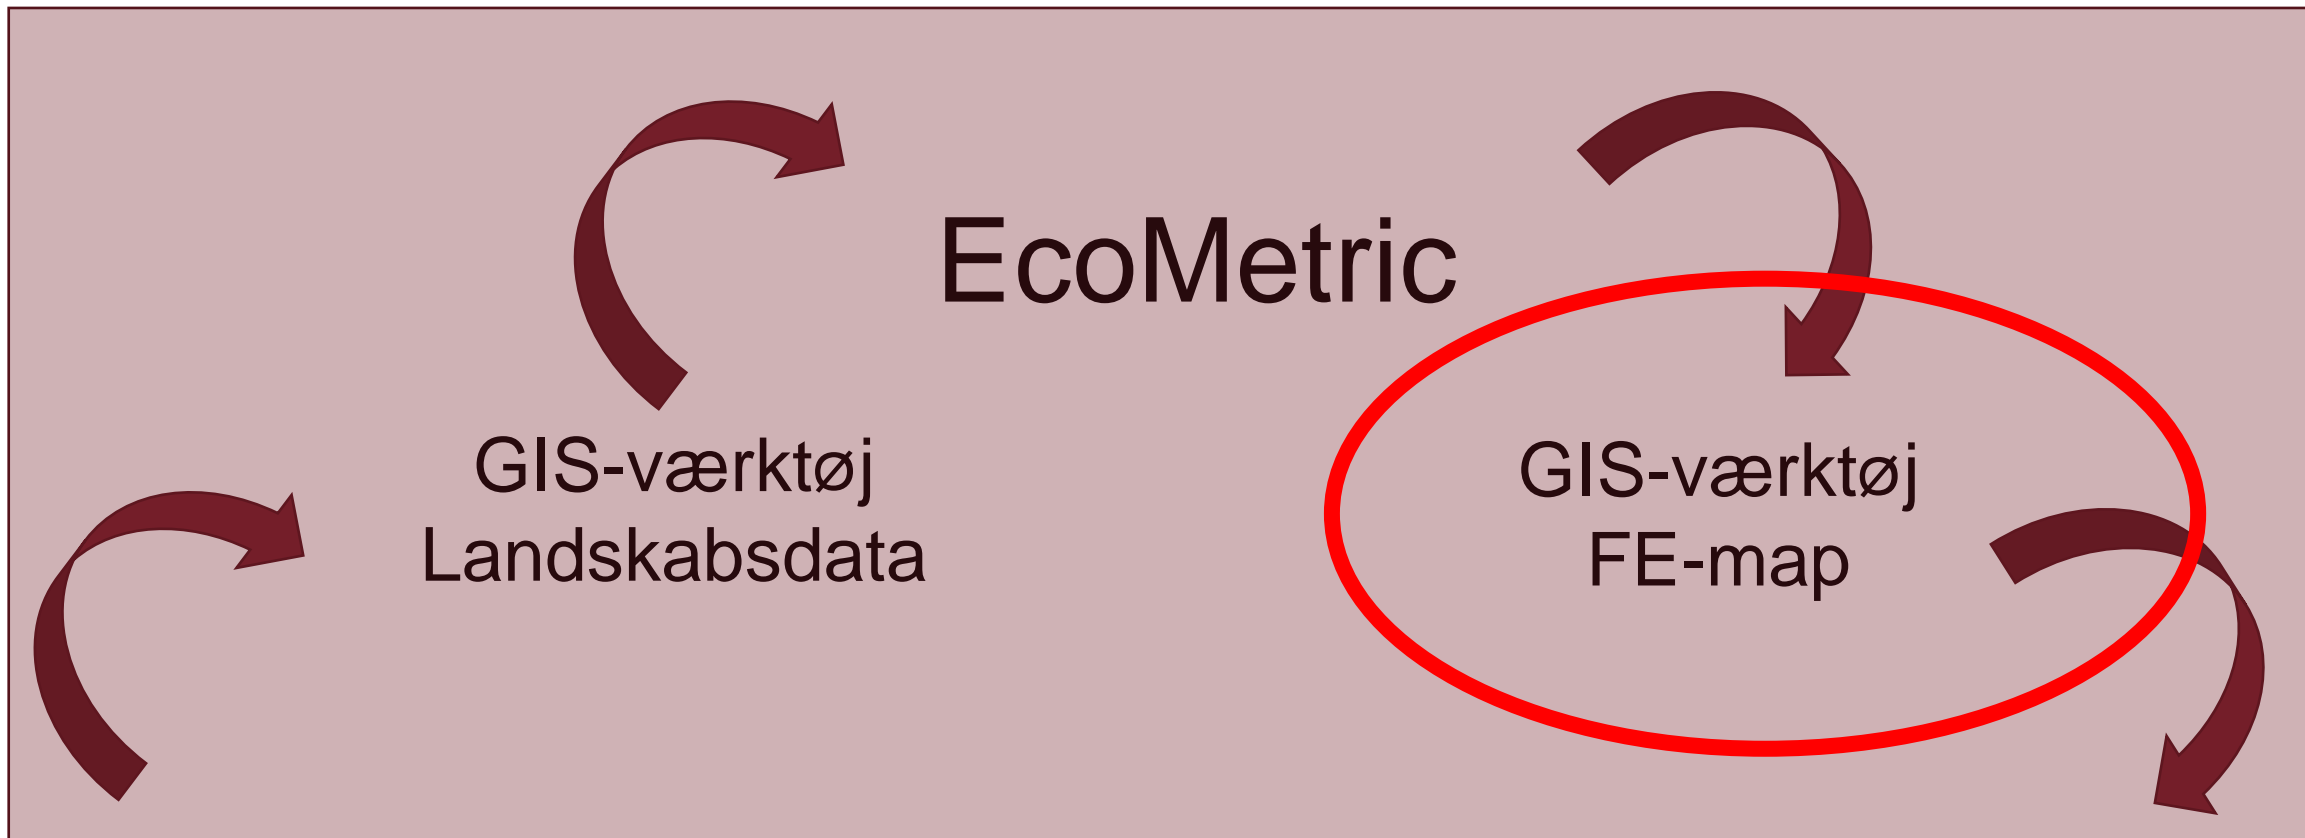 EcoMetric
GIS-værktøj
Landskabsdata
GIS-værktøj
FE-map